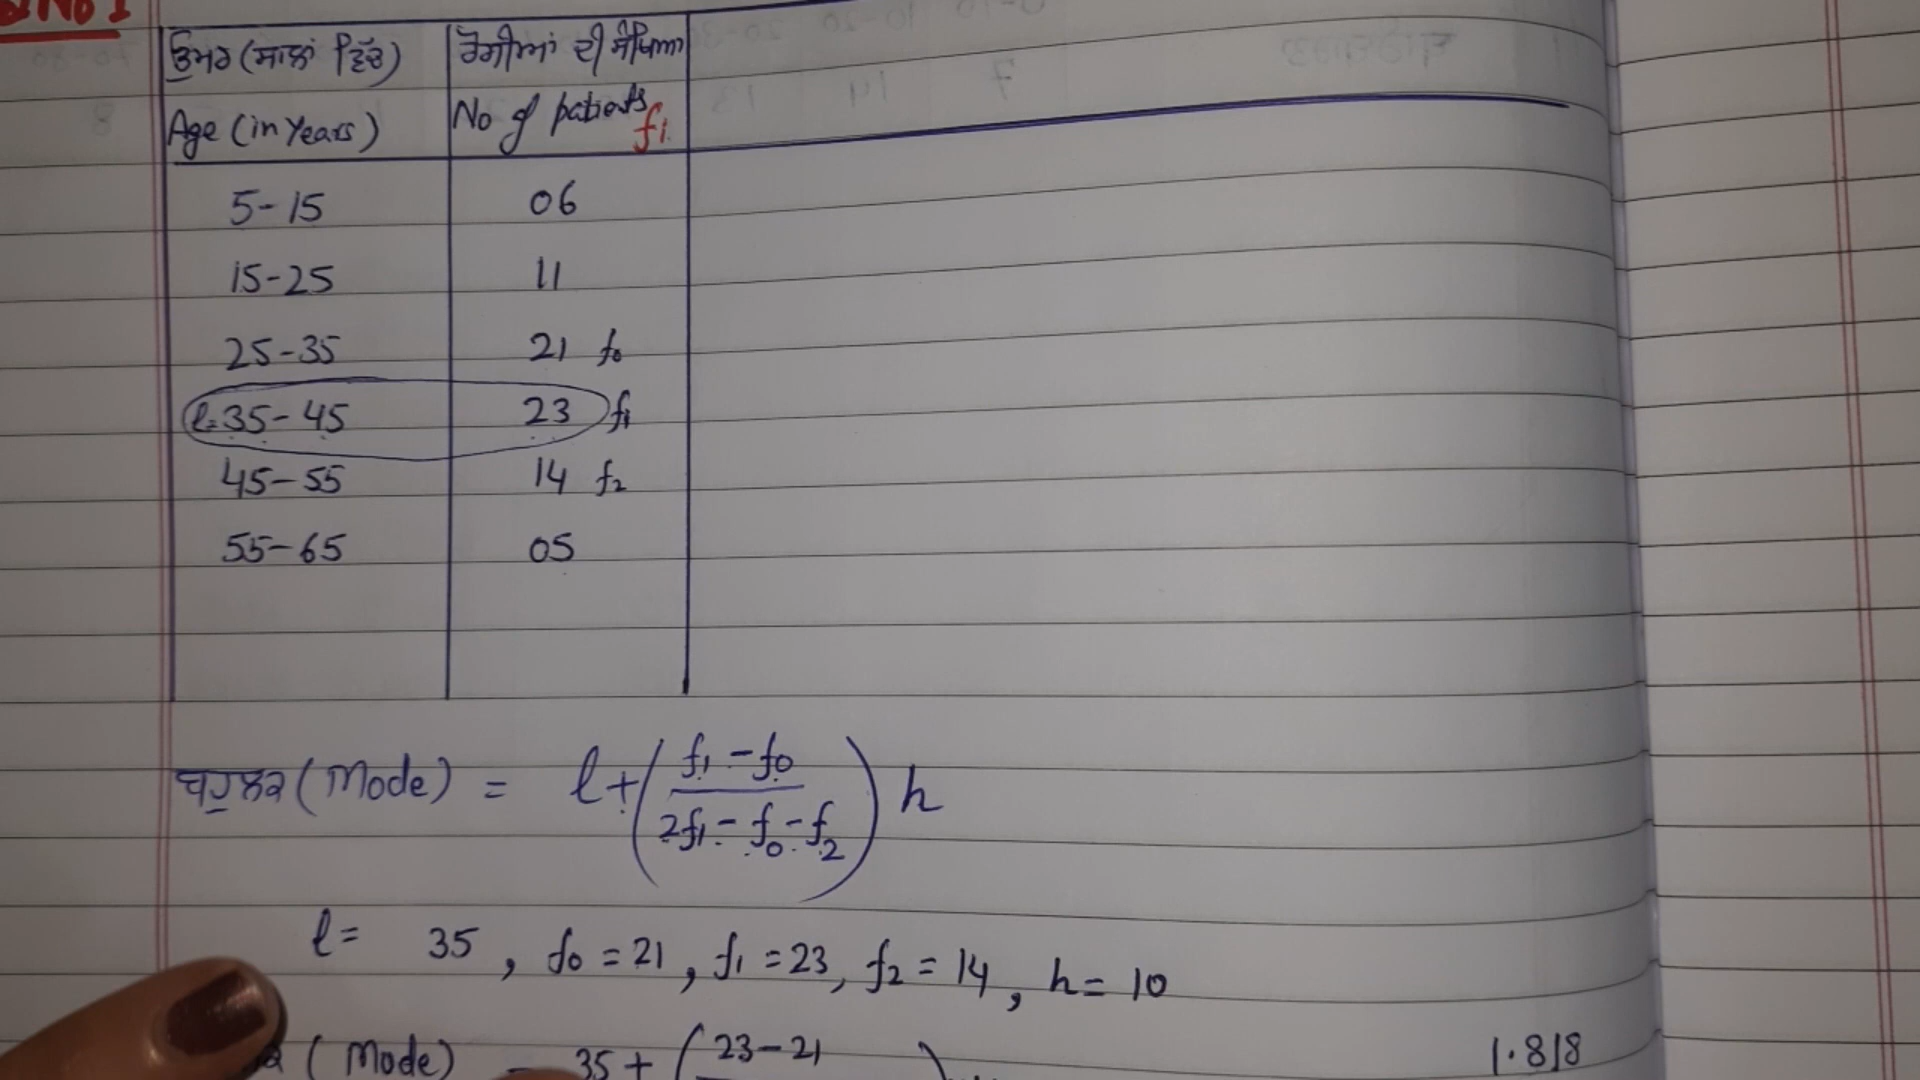 No 1
ਉਮਰ (ਸਾਲਾਂ ਵਿੱਚ) ਰੋਗੀਆਂ ਦੀ ਸੰਖਿਆ
Age (in Years) No of patients f1
5-15 06
15-25 11
25-35 21 f0
l=35-45 23 f1
45-55 14 f2
55-65 05
ਬਹੁਲਕ (Mode) = l+(f1-f0/2f1-f0-f2) h
l= 35, f0=21, f1=23, f2=14, h=10
(Mode) 35+(23-21) 1.818